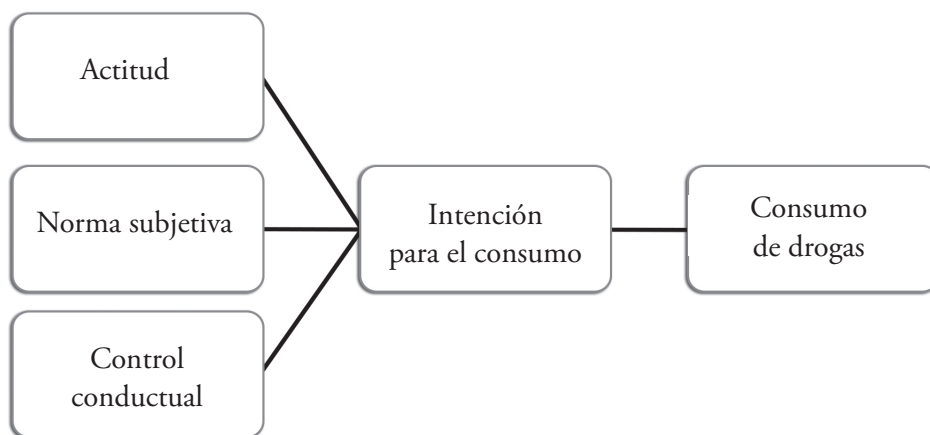 Actitud
Norma subjetiva
Control
conductual
Intención
para el consumo
Consumo
de drogas